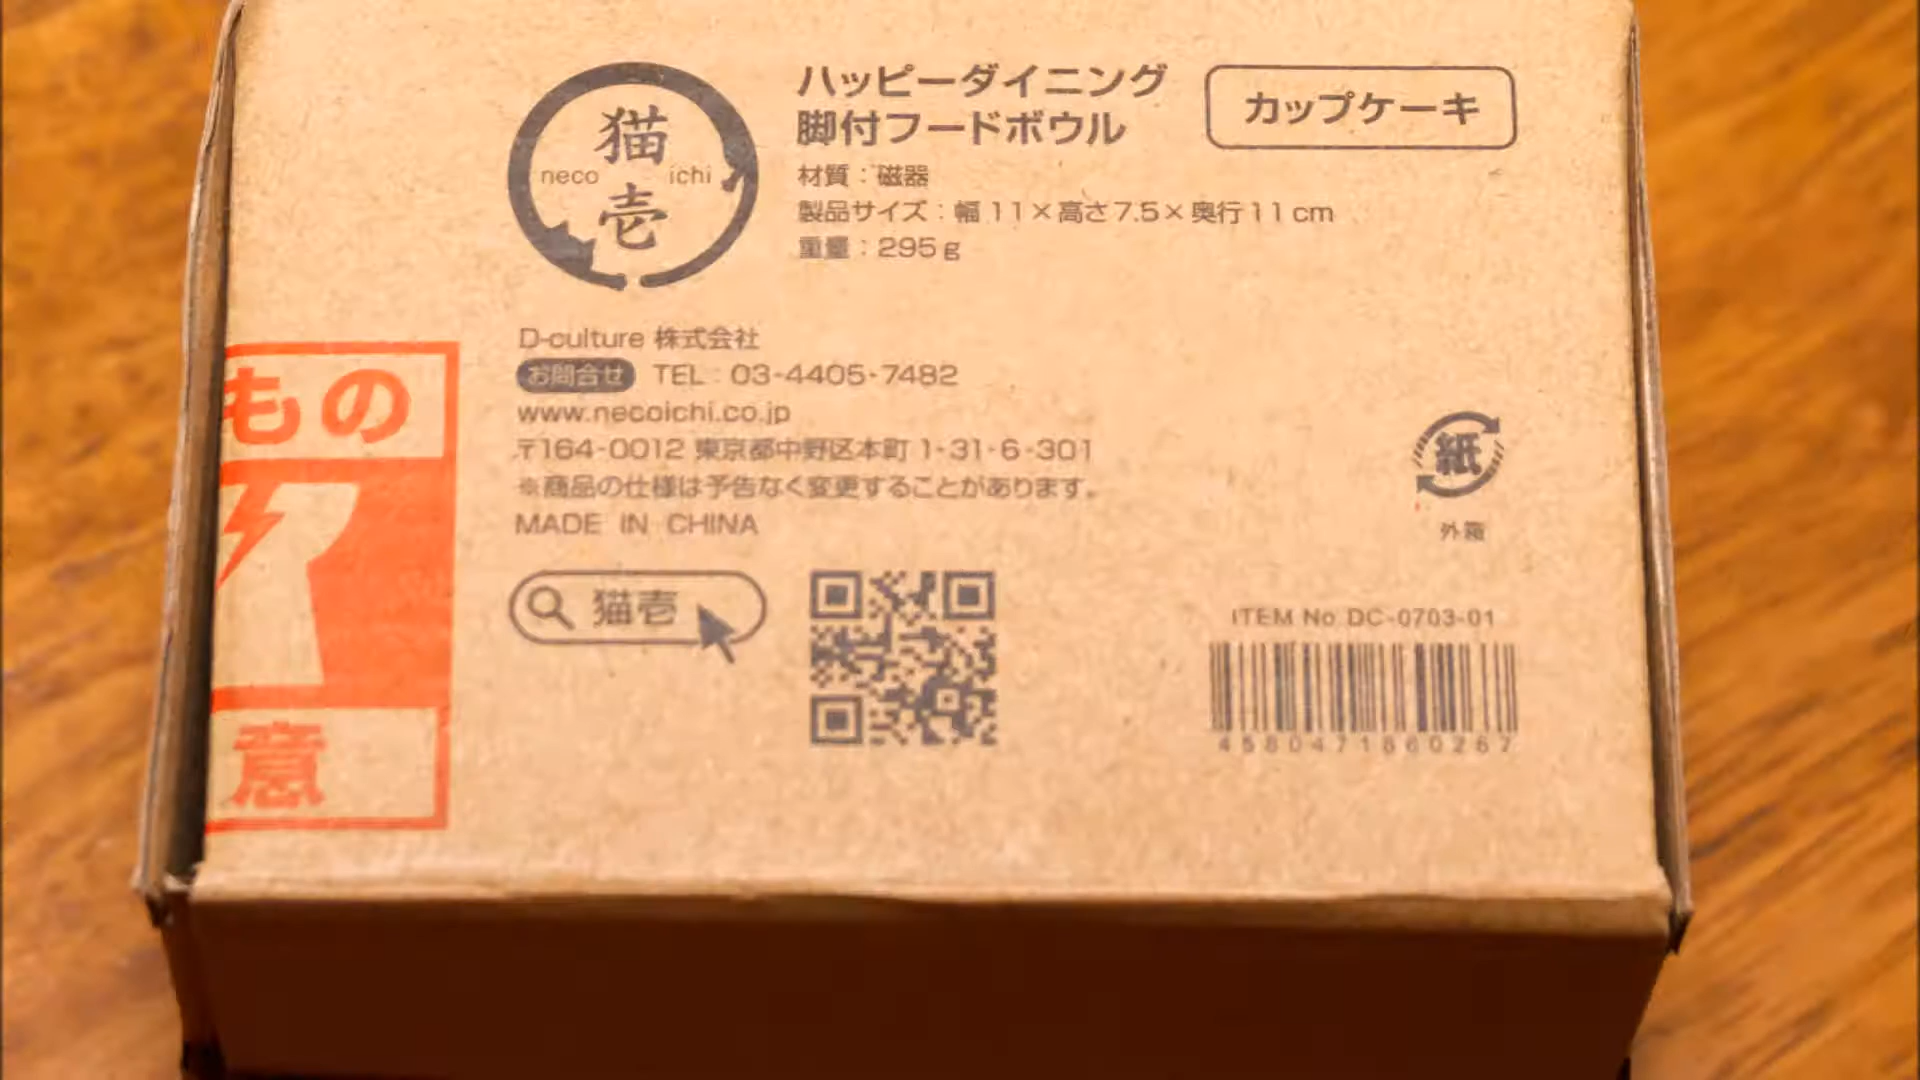 猫
neco ichi
壱
ハッピーダイニング
脚付フードボウル
カップケーキ
材質：磁器
製品サイズ：幅 11×高さ7.5×奥行11cm
重量：295g
D-culture 株式会社
お問合せ TEL：03-4405-7482
www.necoichi.co.jp
〒164-0012 東京都中野区本町 1-31-6-301
※商品の仕様は予告なく変更することがあります。
MADE IN CHINA
もの
意
紙
外箱
猫壱
ITEM No DC-0703-01
4580471860267